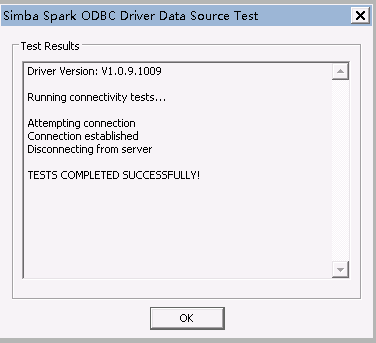 Simba Spark ODBC Driver Data Source Test
Test Results
Driver Version: V1.0.9.1009
Running connectivity tests...
Attempting connection
Connection established
Disconnecting from server
TESTS COMPLETED SUCCESSFULLY!
OK